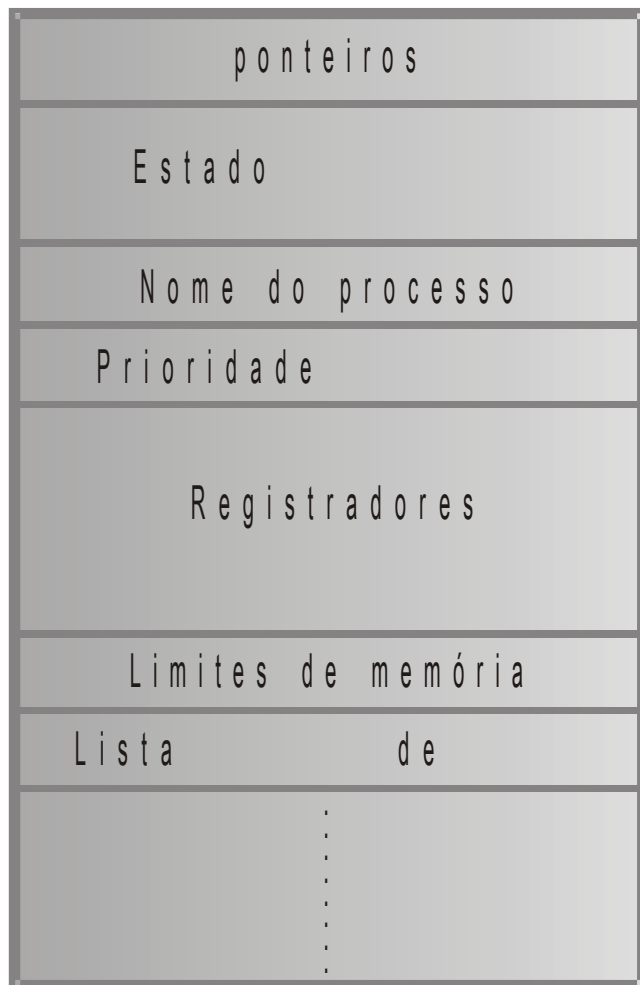 ponteiros
Estado
Nome do processo
Prioridade
Registradores
Limites de memória
Lista de